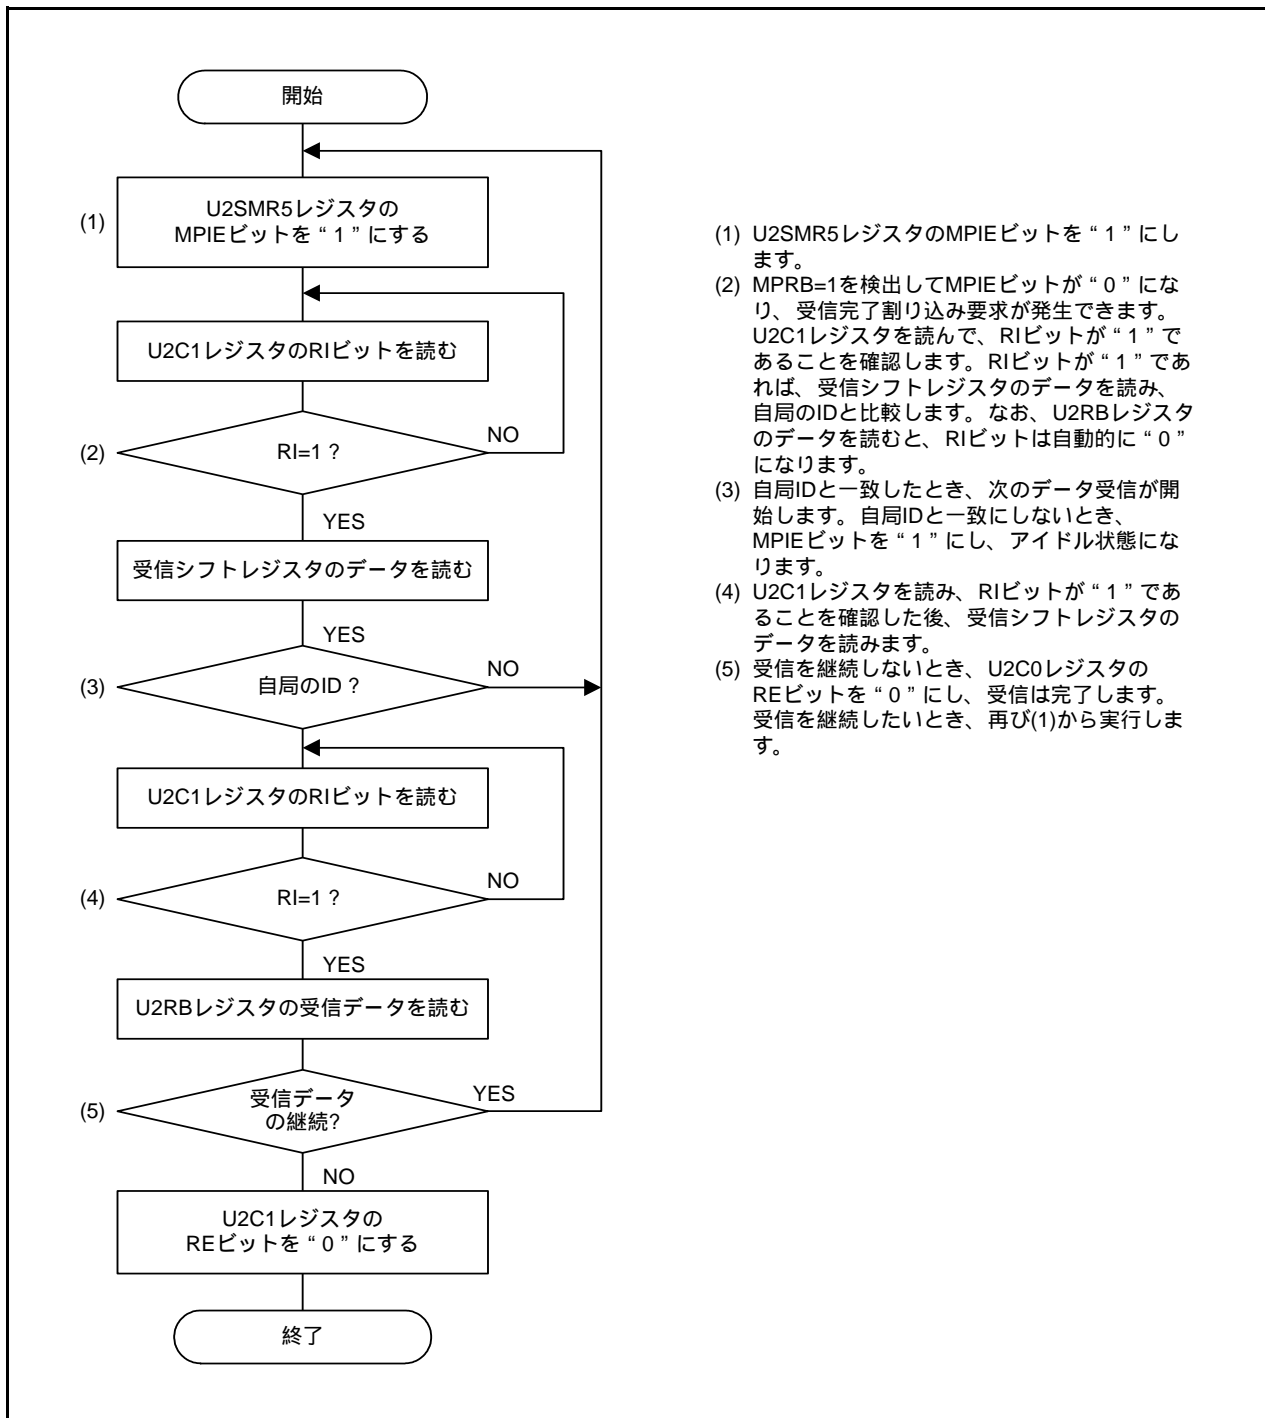 開始
(1)
U2SMR5レジスタの
MPIEビットを“1”にする
U2C1レジスタのRIビットを読む
(2)
RI=1 ?
NO
YES
受信シフトレジスタのデータを読む
YES
(3)
自局のID ?
NO
U2C1レジスタのRIビットを読む
(4)
RI=1 ?
NO
YES
U2RBレジスタの受信データを読む
(5)
受信データ
の継続?
YES
NO
U2C1レジスタの
REビットを“0”にする
終了
(1) U2SMR5レジスタのMPIEビットを“1”にし
ます。
(2) MPRB=1を検出してMPIEビットが“0”にな
り、受信完了割り込み要求が発生できます。
U2C1レジスタを読んで、RIビットが“1”で
あることを確認します。RIビットが“1”であ
れば、受信シフトレジスタのデータを読み、
自局のIDと比較します。なお、U2RBレジスタ
のデータを読むと、RIビットは自動的に“0”
になります。
(3) 自局IDと一致したとき、次のデータ受信が開
始します。自局IDと一致にしないとき、
MPIEビットを“1”にし、アイドル状態にな
ります。
(4) U2C1レジスタを読み、RIビットが“1”であ
ることを確認した後、受信シフトレジスタの
データを読みます。
(5) 受信を継続しないとき、U2C0レジスタの
REビットを“0”にし、受信は完了します。
受信を継続したいとき、再び(1)から実行しま
す。